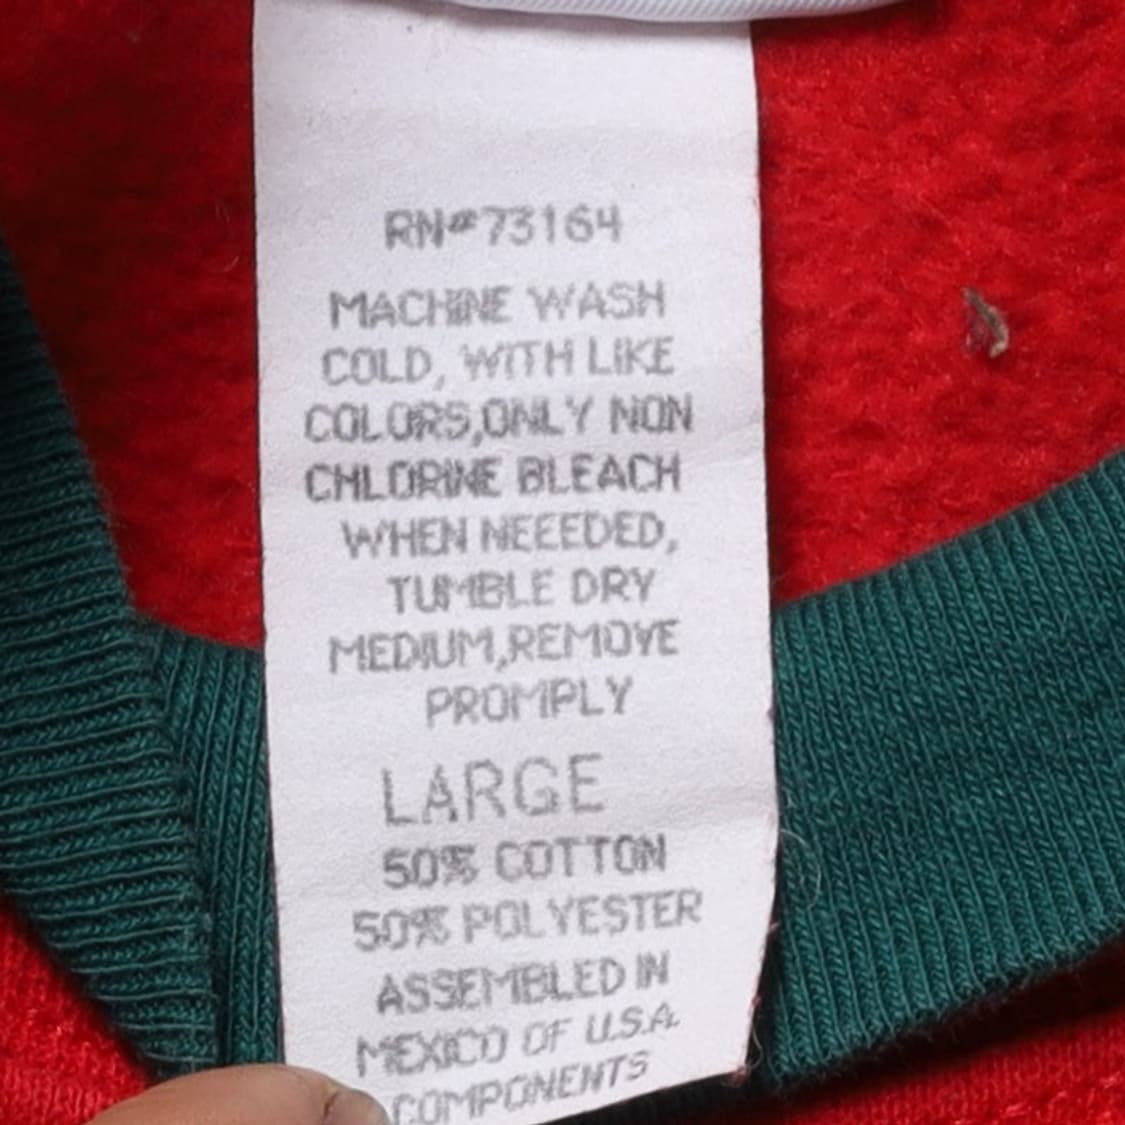 RN#73164
MACHINE WASH
COLD, WITH LIKE
COLORS,ONLY NON
CHLORINE BLEACH
WHEN NEEEDED,
TUMBLE DRY
MEDIUM,REMOVE
PROMPLY
LARGE
50% COTTON
50% POLYESTER
ASSEMBLED IN
MEXICO OF U.S.A.
COMPONENTS